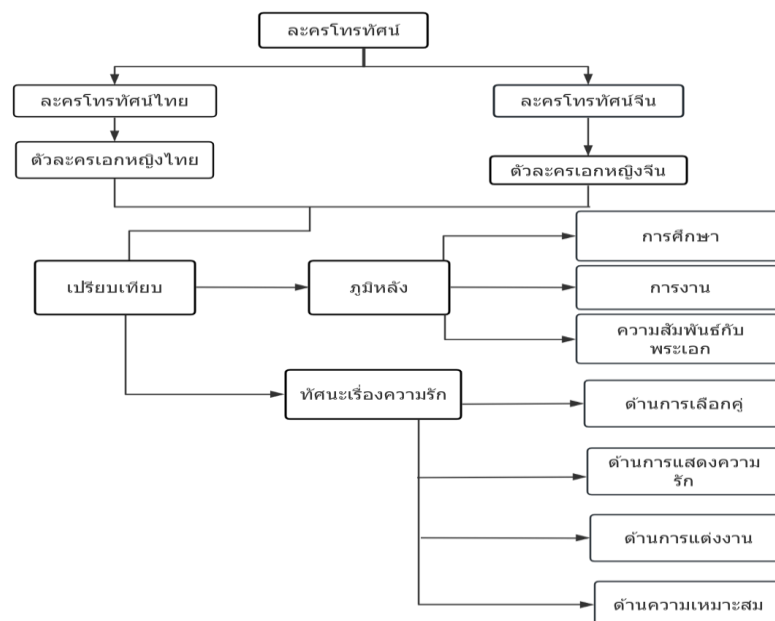 ละครโทรทัศน์
ละครโทรทัศน์ไทย
ละครโทรทัศน์จีน
ตัวละครเอกหญิงไทย
ตัวละครเอกหญิงจีน
การศึกษา
เปรียบเทียบ
ภูมิหลัง
การงาน
ความสัมพันธ์กับ
พระเอก
ทัศนะเรื่องความรัก
ด้านการเลือกคู่
ด้านการแสดงความ
รัก
ด้านการแต่งงาน
ด้านความเหมาะสม